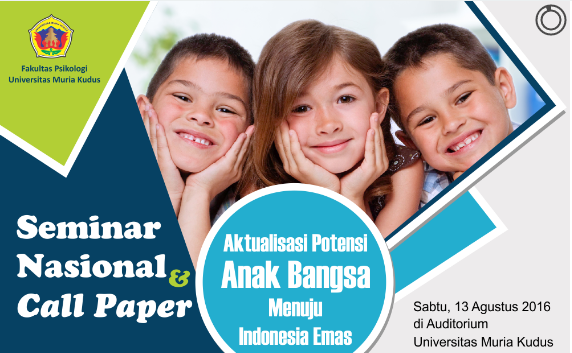 Fakultas Psikologi
Universitas Muria Kudus
Seminar
Nasional &
Call Paper
Aktualisasi Potensi
Anak Bangsa
Menuju
Indonesia Emas
Sabtu, 13 Agustus 2016
di Auditorium
Universitas Muria Kudus